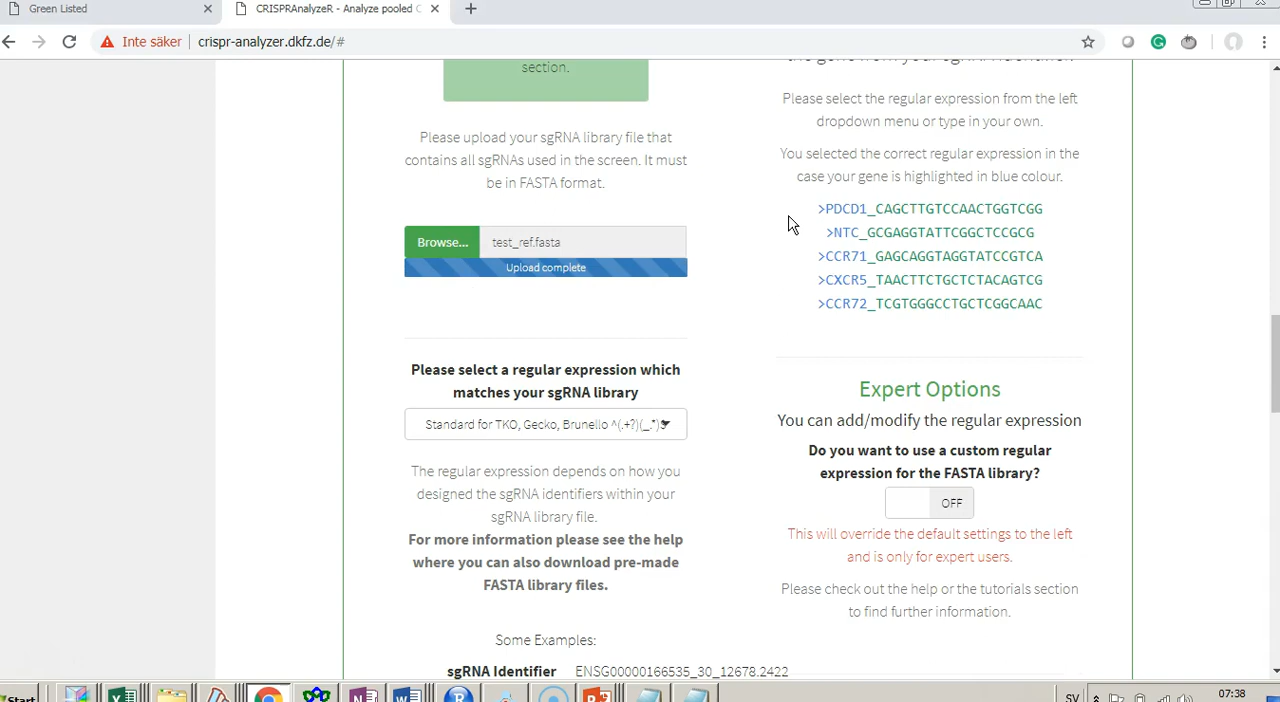 Green Listed
CRISPRAnalyzeR - Analyze pooled C
Inte säker
crispr-analyzer.dkfz.de/#
section.
Please upload your sgRNA library file that
contains all sgRNAs used in the screen. It must
be in FASTA format.
Browse...
test_ref.fasta
Upload complete
Please select a regular expression which
matches your sgRNA library
Standard for TKO, Gecko, Brunello ^(.+?)(_.*)$
The regular expression depends on how you
designed the sgRNA identifiers within your
sgRNA library file.
For more information please see the help
where you can also download pre-made
FASTA library files.
Some Examples:
sgRNA Identifier
ENSG00000166535_30_12678.2422
the gene from your sgRNA identifier.
Please select the regular expression from the left
dropdown menu or type in your own.
You selected the correct regular expression in the
case your gene is highlighted in blue colour.
>PDCD1_CAGCTTGTCCAACTGGTCGG
>NTC_GCGAGGTATTCGGCTCCGCG
>CCR71_GAGCAGGTAGGTATCCGTCA
>CXCR5_TAACTTCTGCTCTACAGTCG
>CCR72_TCGTGGGCCTGCTCGGCAAC
Expert Options
You can add/modify the regular expression
Do you want to use a custom regular
expression for the FASTA library?
OFF
This will override the default settings to the left
and is only for expert users.
Please check out the help or the tutorials section
to find further information.
Start
SV
07:38